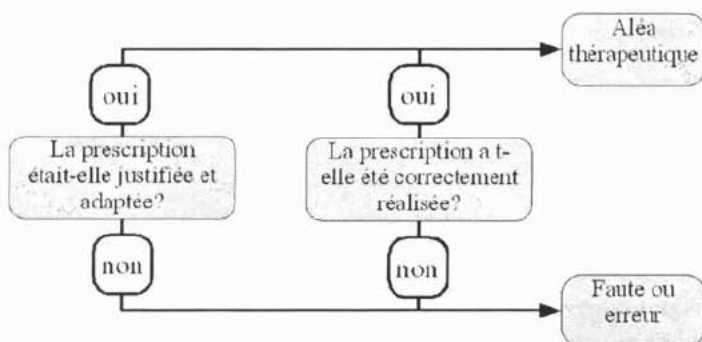 Aléa
thérapeutique
oui
oui
La prescription
était-elle justifiée et
adaptée?
La prescription a t-
elle été correctement
réalisée?
non
non
Faute ou
erreur